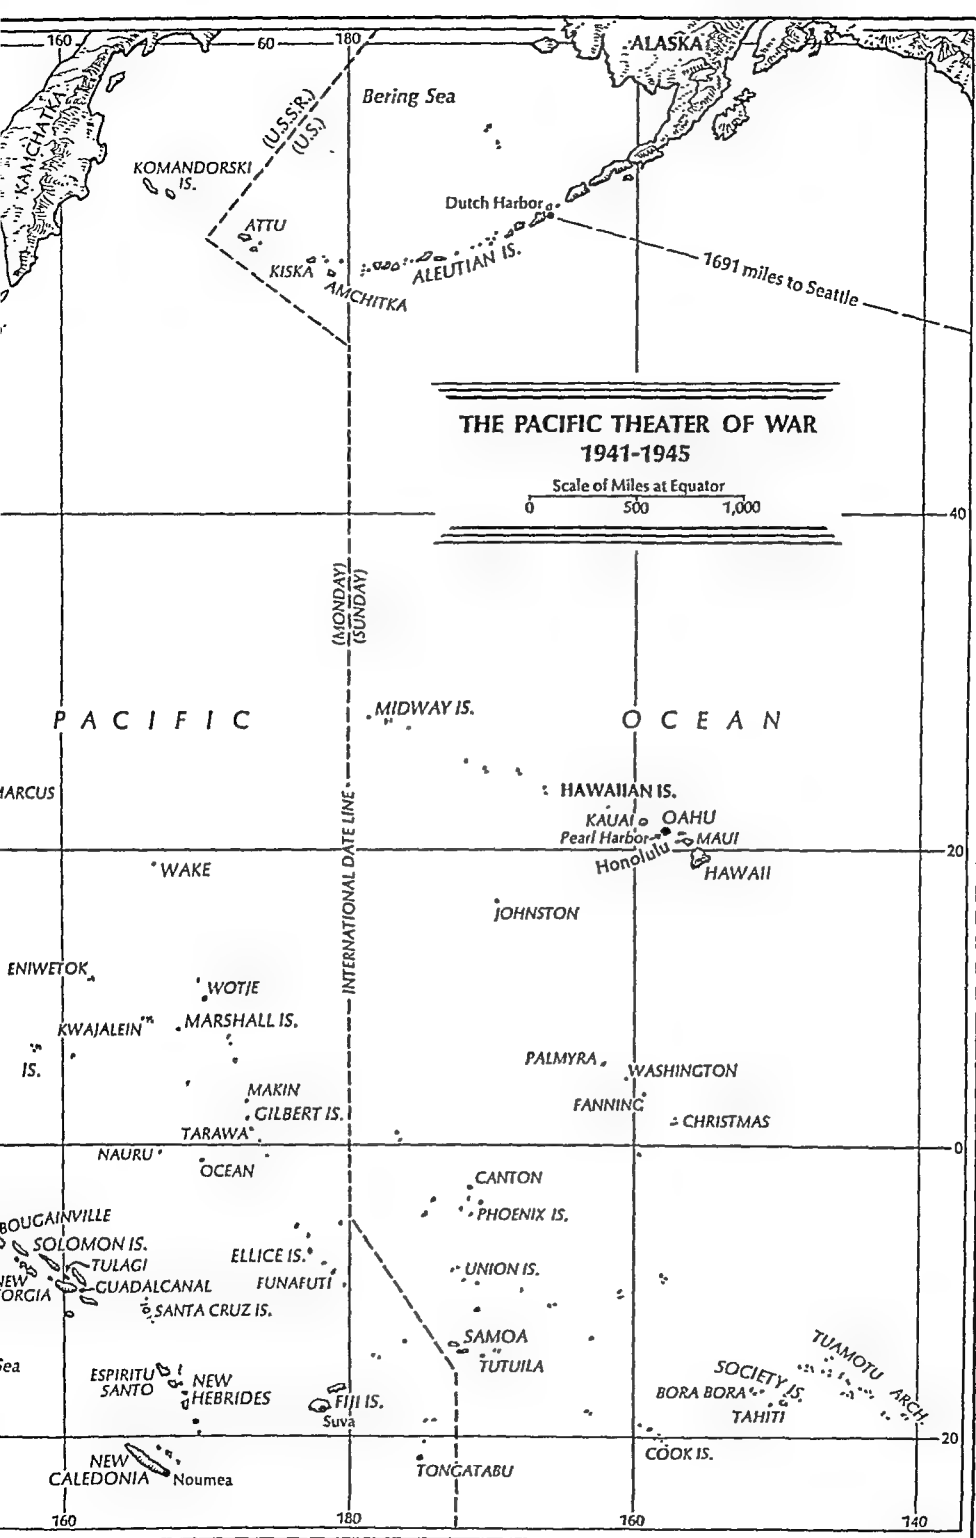 160
60
180
ALASKA
Bering Sea
(U.S.S.R.)
(U.S.)
KAMCHATKA
KOMANDORSKI
IS.
Dutch Harbor
ATTU
KISKA
ALEUTIAN IS.
AMCHITKA
1691 miles to Seattle
THE PACIFIC THEATER OF WAR
1941-1945
Scale of Miles at Equator
0 500 1,000
40
(MONDAY)
(SUNDAY)
MIDWAY IS.
PACIFIC OCEAN
HAWAIIAN IS.
MARCUS
KAUAI
OAHU
Pearl Harbor
MAUI
Honolulu
20
HAWAII
WAKE
INTERNATIONAL DATE LINE
JOHNSTON
ENIWETOK
WOTJE
KWAJALEIN
MARSHALL IS.
IS.
PALMYRA
WASHINGTON
MAKIN
FANNING
GILBERT IS.
CHRISTMAS
TARAWA
0
NAURU
OCEAN
CANTON
PHOENIX IS.
BOUGAINVILLE
SOLOMON IS.
ELLICE IS.
TULAGI
UNION IS.
NEW
GUADALCANAL
FUNAFUTI
ORGIA
SANTA CRUZ IS.
SAMOA
TUTUILA
TUAMOTU ARCH.
Sea
ESPIRITU
SANTO
NEW
HEBRIDES
SOCIETY IS.
BORA BORA
FIJI IS.
TAHITI
Suva
20
COOK IS.
NEW
CALEDONIA
Noumea
TONGATABU
160
180
160
140